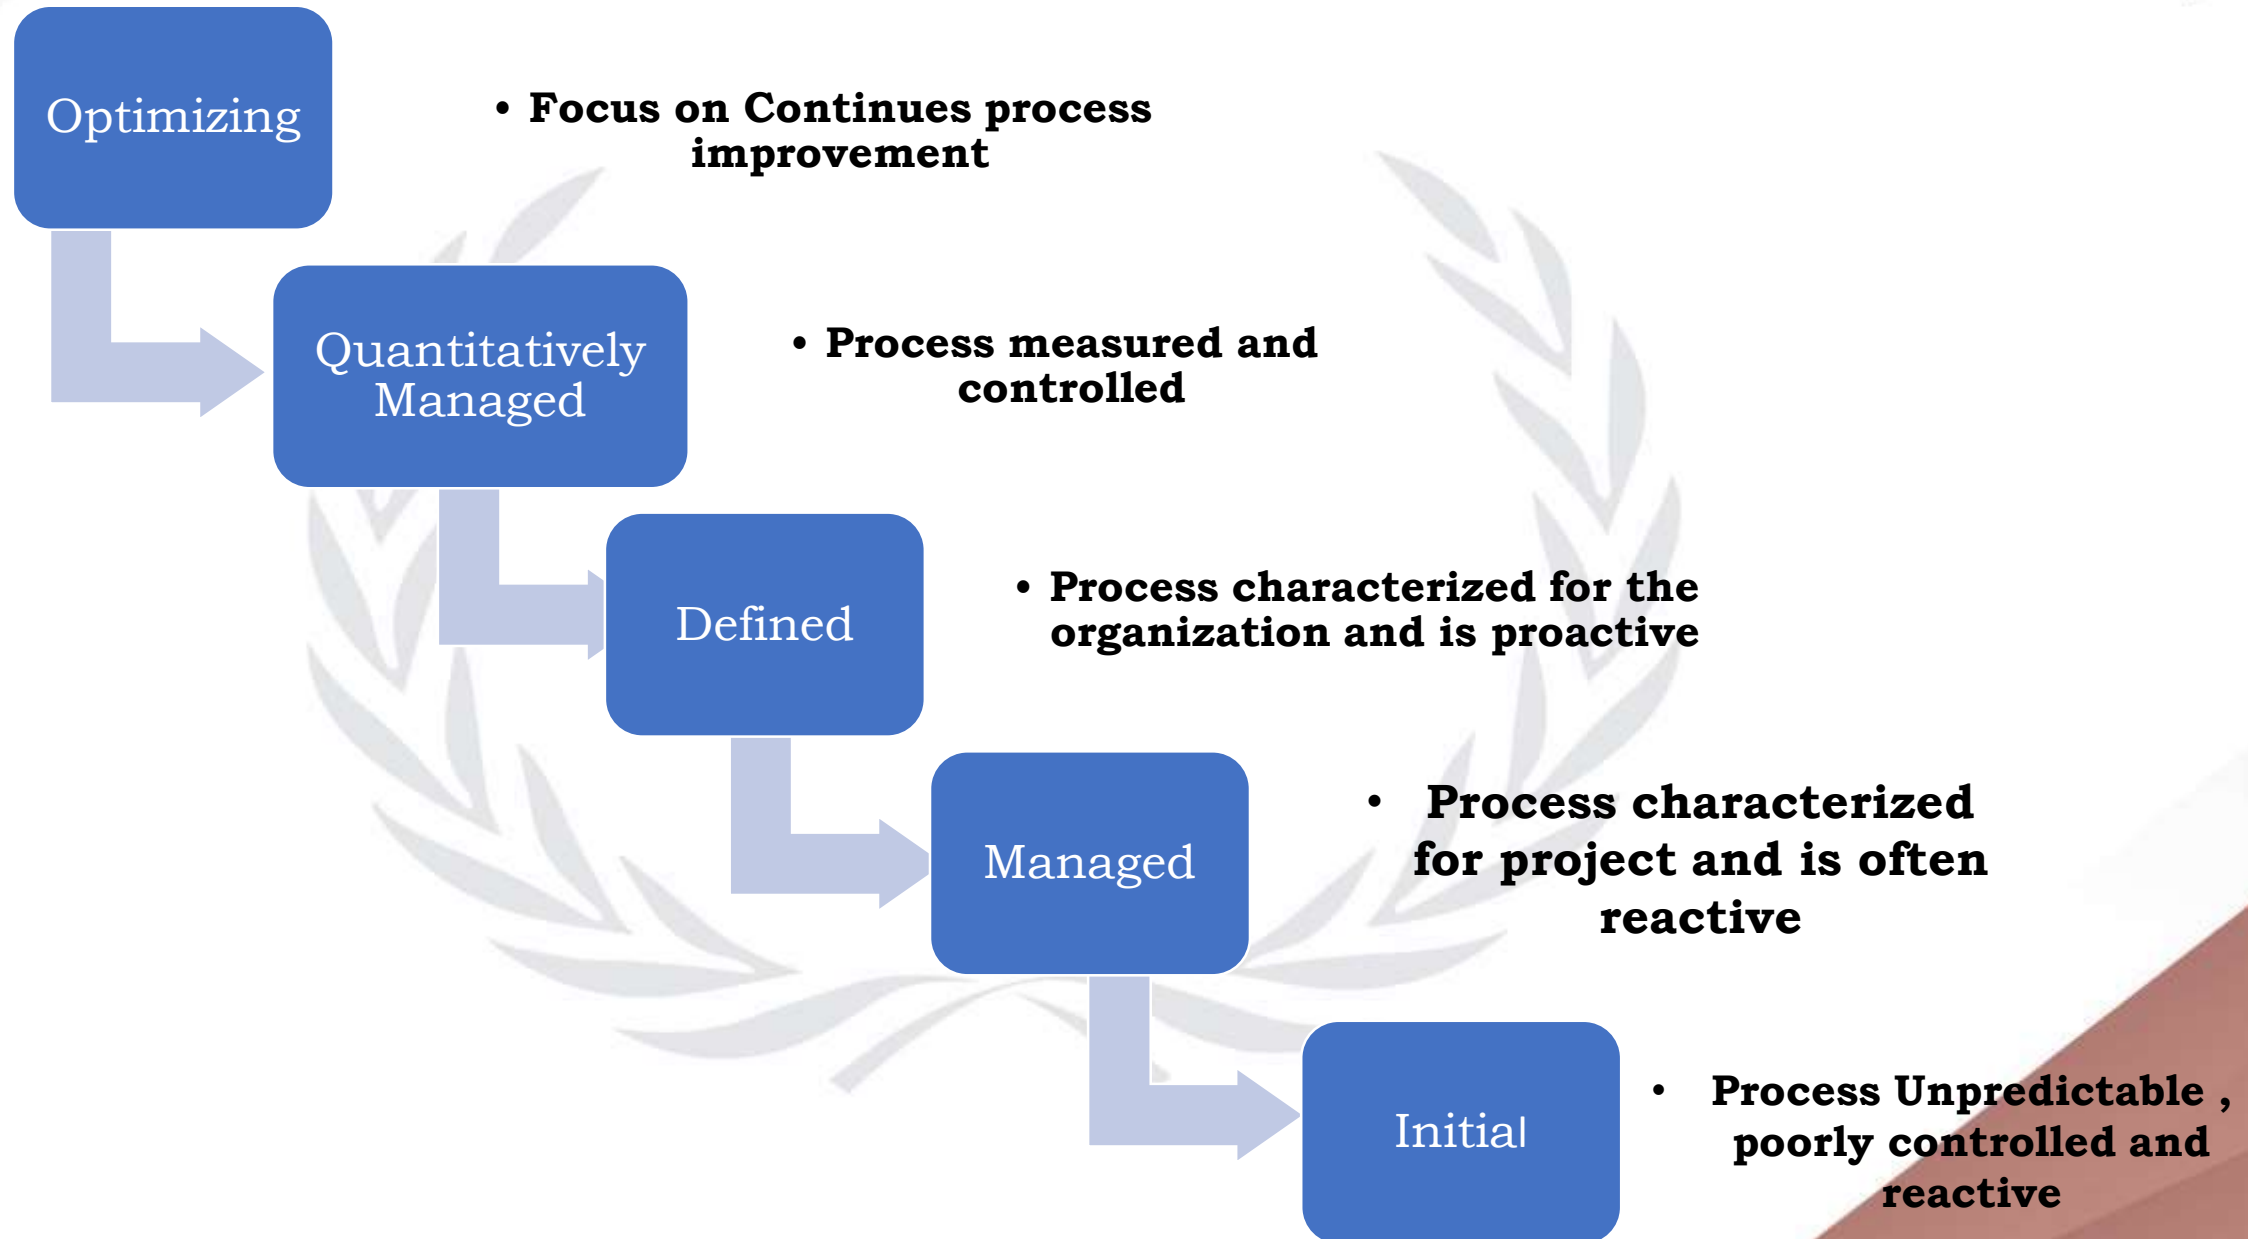 Optimizing
• Focus on Continues process
improvement
Quantitatively
Managed
• Process measured and
controlled
Defined
• Process characterized for the
organization and is proactive
Managed
• Process characterized
for project and is often
reactive
Initial
• Process Unpredictable ,
poorly controlled and
reactive